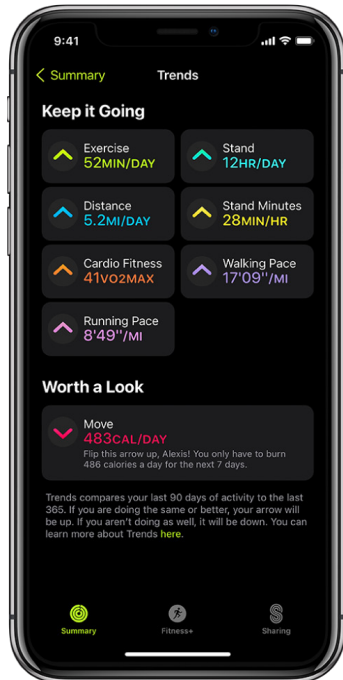 9:41
Summary Trends
Keep it Going
Exercise
52MIN/DAY
Stand
12HR/DAY
Distance
5.2MI/DAY
Stand Minutes
28MIN/HR
Cardio Fitness
41VO2MAX
Walking Pace
17'09''/MI
Running Pace
8'49''/MI
Worth a Look
Move
483CAL/DAY
Flip this arrow up, Alexis! You only have to burn
486 calories a day for the next 7 days.
Trends compares your last 90 days of activity to the last
365. If you are doing the same or better, your arrow will
be up. If you aren't doing as well, it will be down. You can
learn more about Trends here.
Summary Fitness+ Sharing